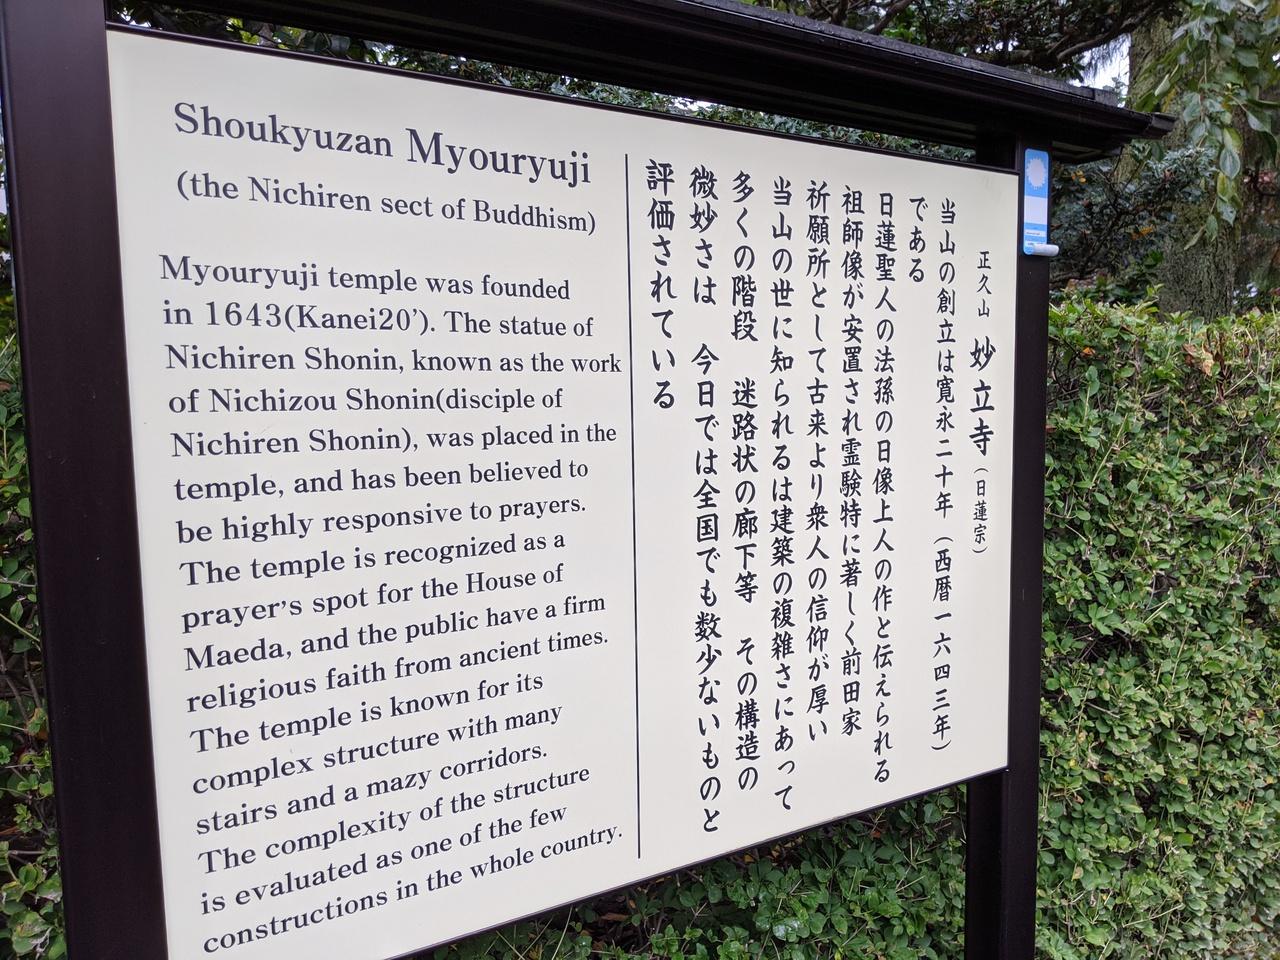 Shoukyuzan Myouryuji
(the Nichiren sect of Buddhism)
Myouryuji temple was founded
in 1643(Kanei20’). The statue of
Nichiren Shonin, known as the work
of Nichizou Shonin(disciple of
Nichiren Shonin), was placed in the
temple, and has been believed to
be highly responsive to prayers.
The temple is recognized as a
prayer’s spot for the House of
Maeda, and the public have a firm
religious faith from ancient times.
The temple is known for its
complex structure with many
stairs and a mazy corridors.
The complexity of the structure
is evaluated as one of the few
constructions in the whole country.
正久山 妙立寺（日蓮宗）
当山の創立は寛永二十年（西暦一六四三年）
である
日蓮聖人の法孫の日像上人の作と伝えられる
祖師像が安置され霊験特に著しく前田家
祈願所として古来より衆人の信仰が厚い
当山の世に知られるは建築の複雑さにあって
多くの階段 迷路状の廊下等 その構造の
微妙さは 今日では全国でも数少ないものと
評価されている